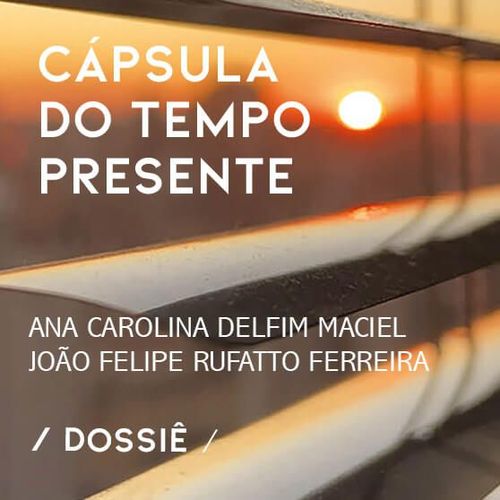 CÁPSULA
DO TEMPO
PRESENTE
ANA CAROLINA DELFIM MACIEL
JOÃO FELIPE RUFATTO FERREIRA
/ DOSSIÊ /